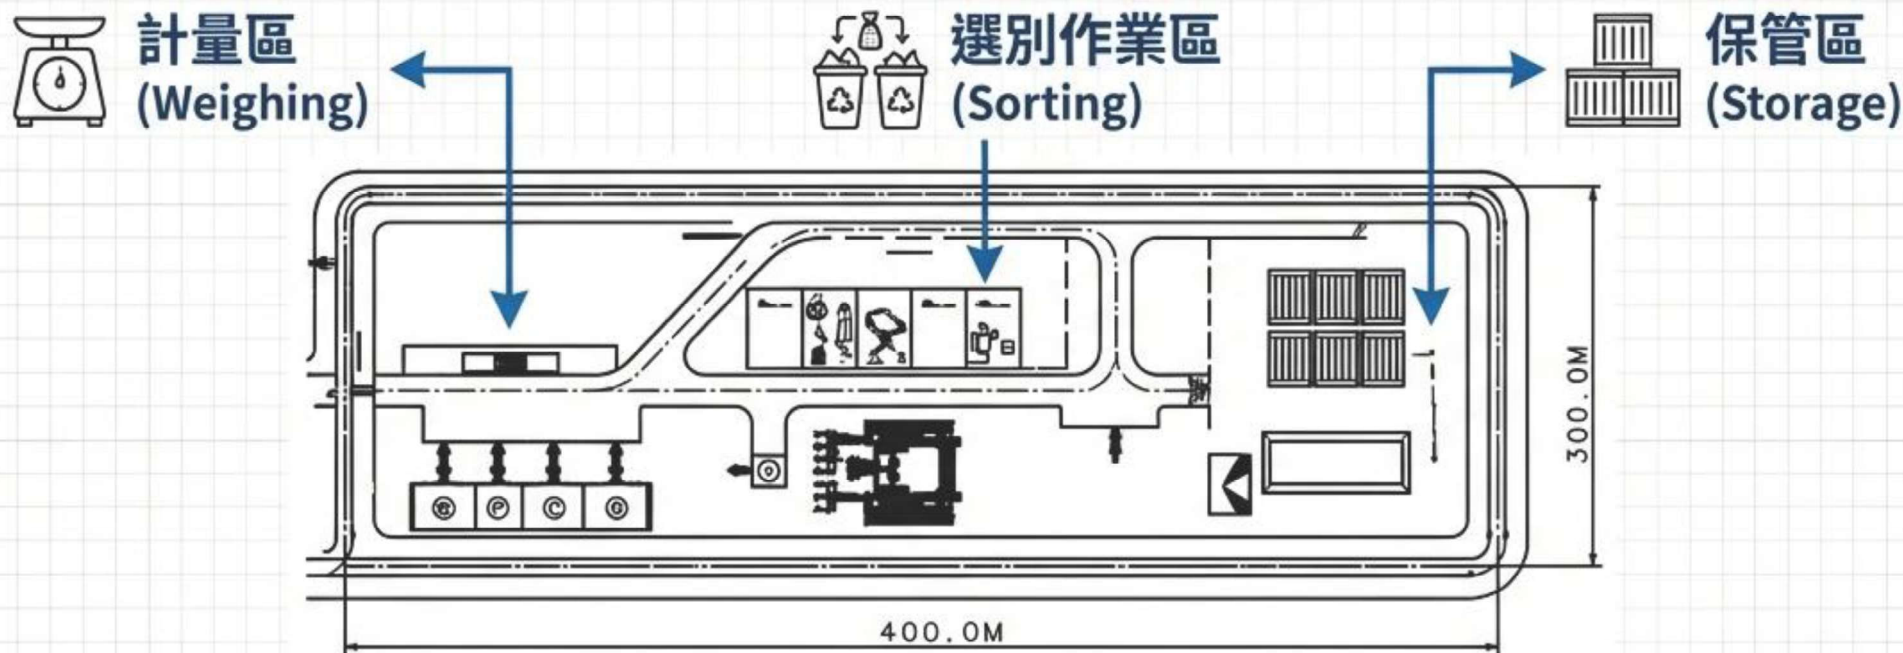 計量區
(Weighing)
選別作業區
(Sorting)
保管區
(Storage)
300.0M
P
C
400.0M